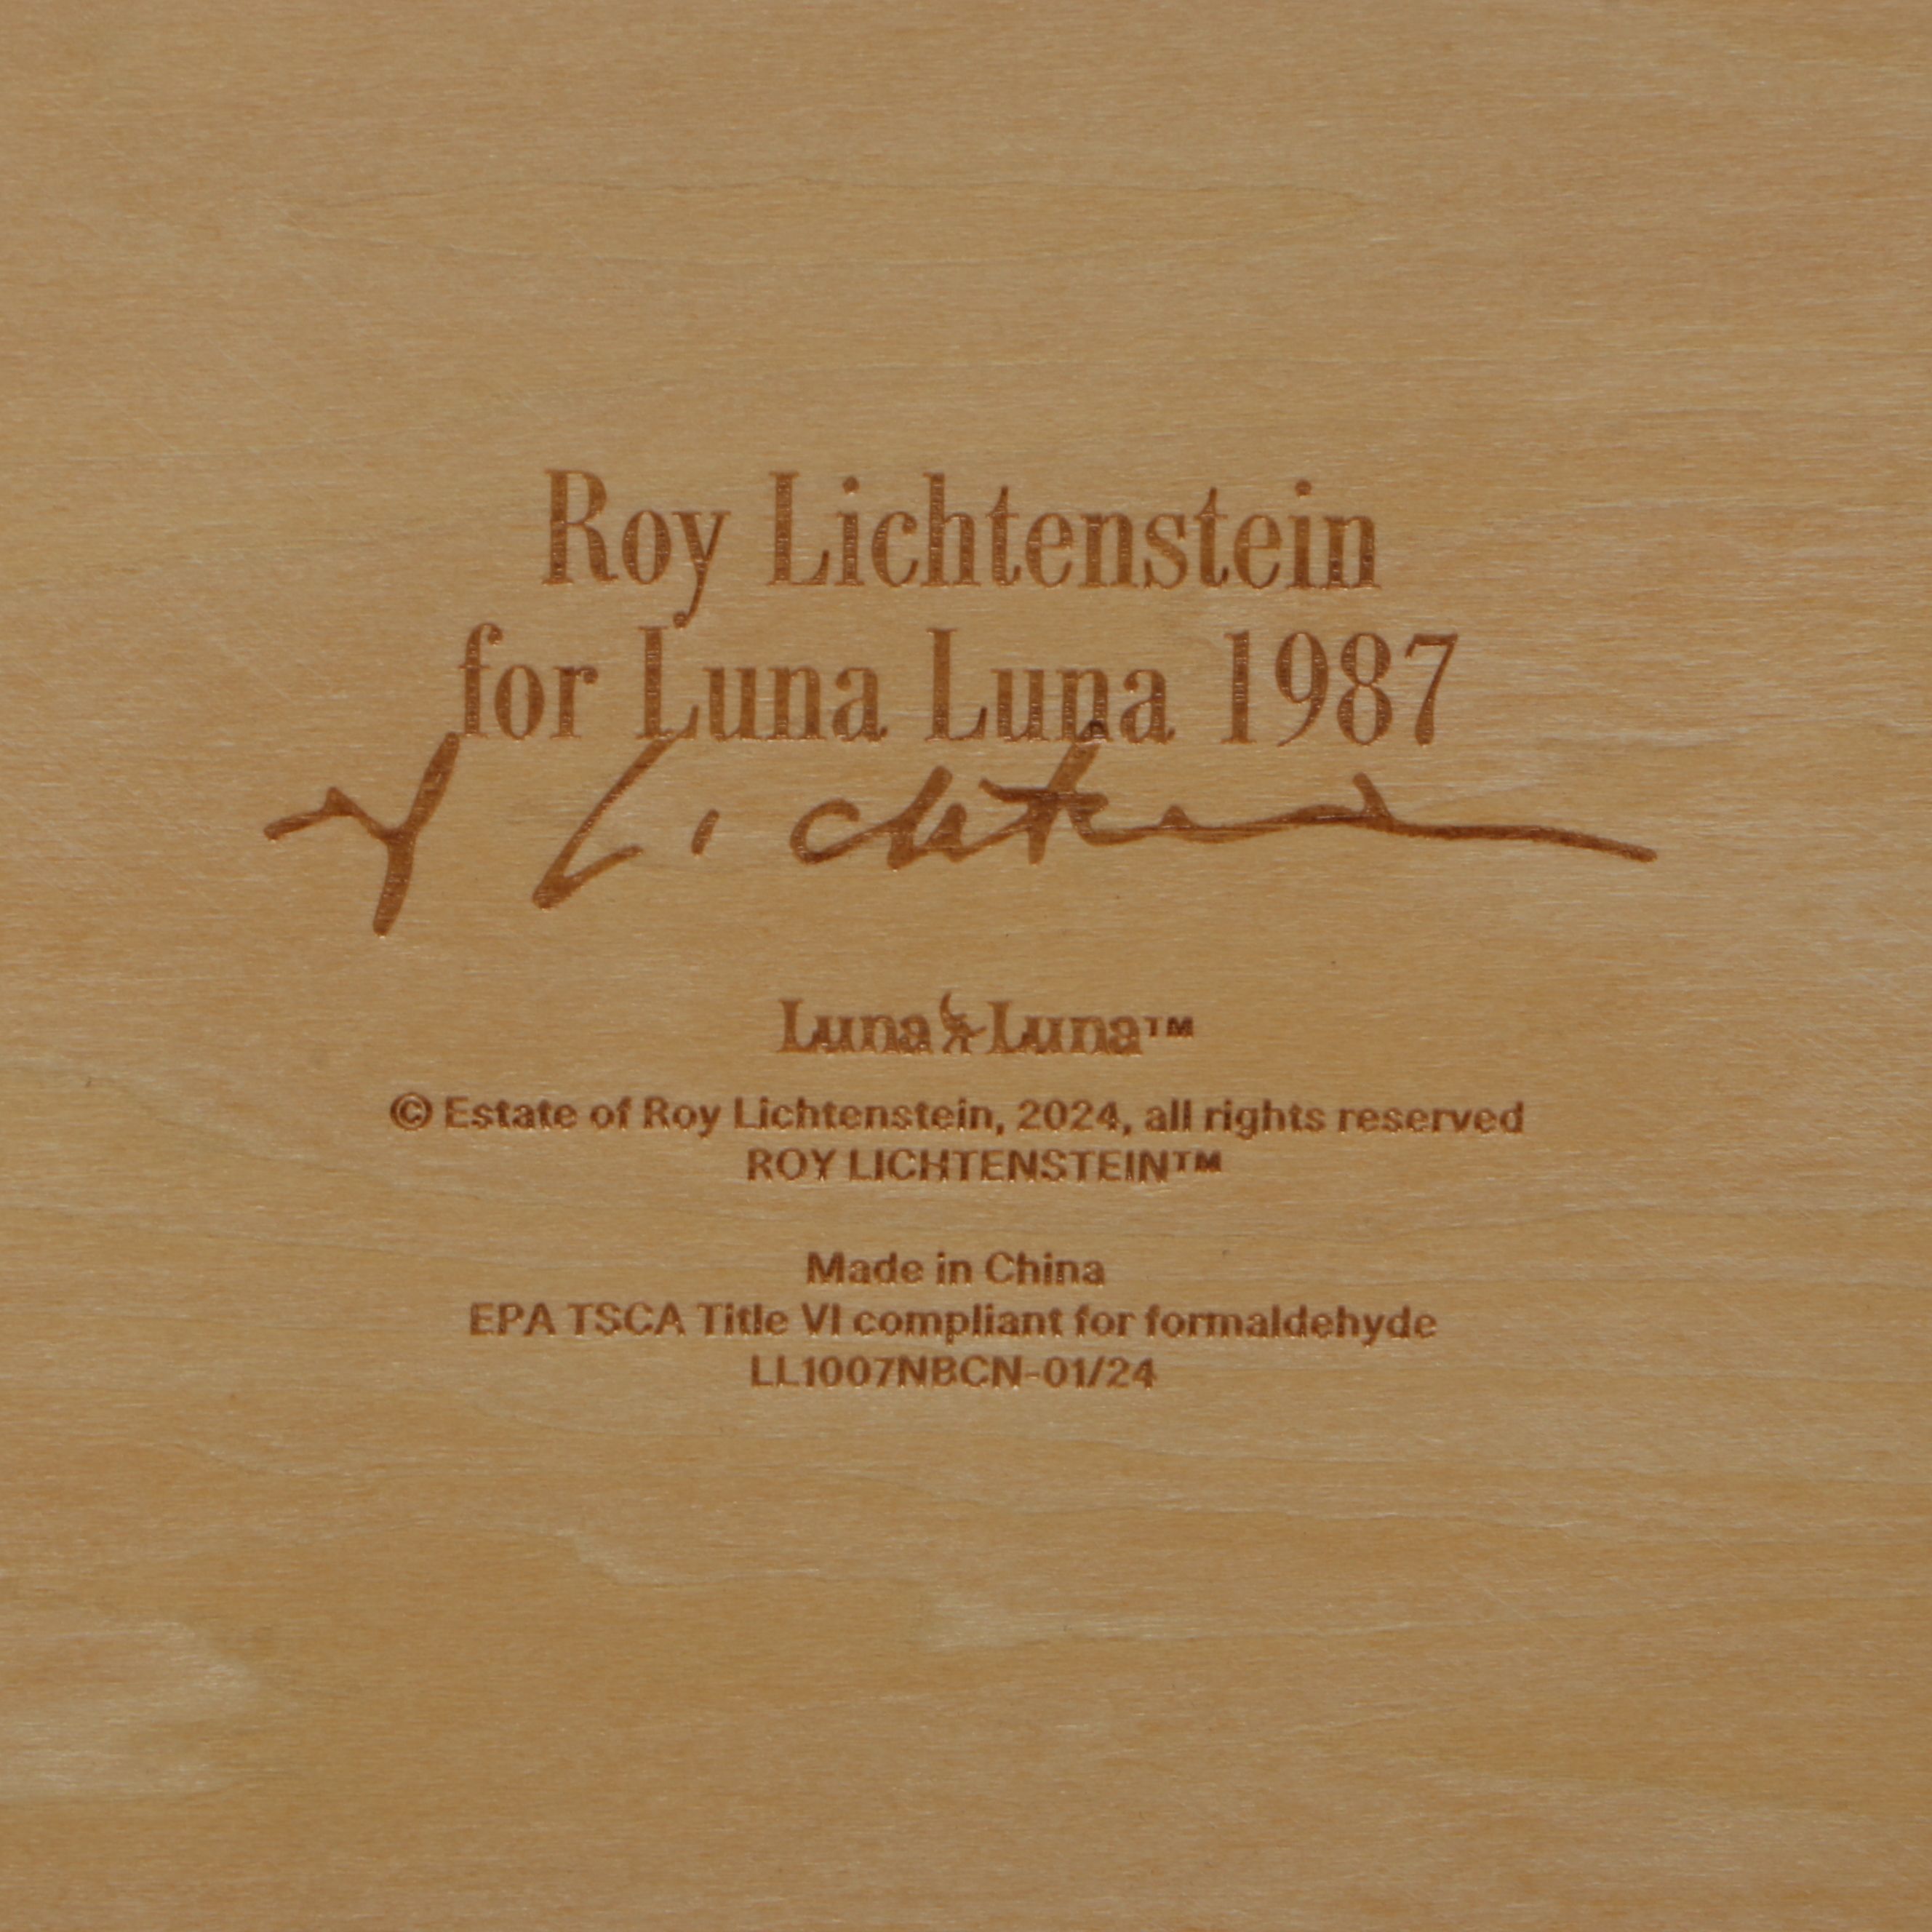 Roy Lichtenstein
for Luna Luna 1987
r Lichtenstein
Luna Luna™
© Estate of Roy Lichtenstein, 2024, all rights reserved
ROY LICHTENSTEIN™
Made in China
EPA TSCA Title VI compliant for formaldehyde
LL1007NBCN-01/24